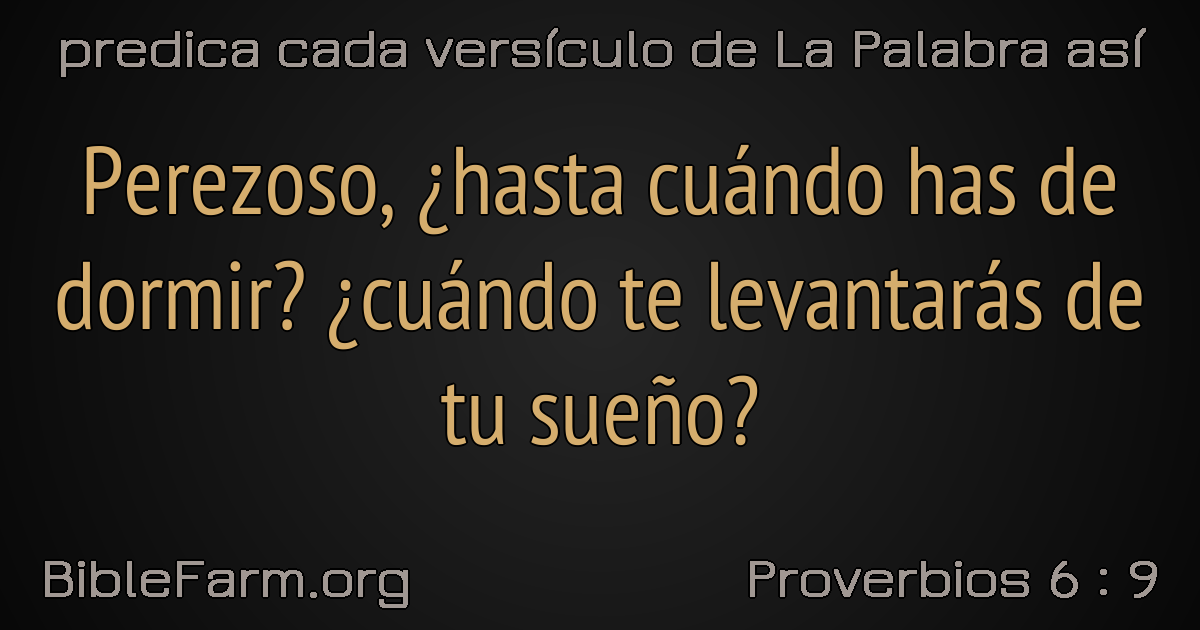 predica cada versículo de La Palabra así
Perezoso, ¿hasta cuándo has de
dormir? ¿cuándo te levantarás de
tu sueño?
BibleFarm.org
Proverbios 6 : 9